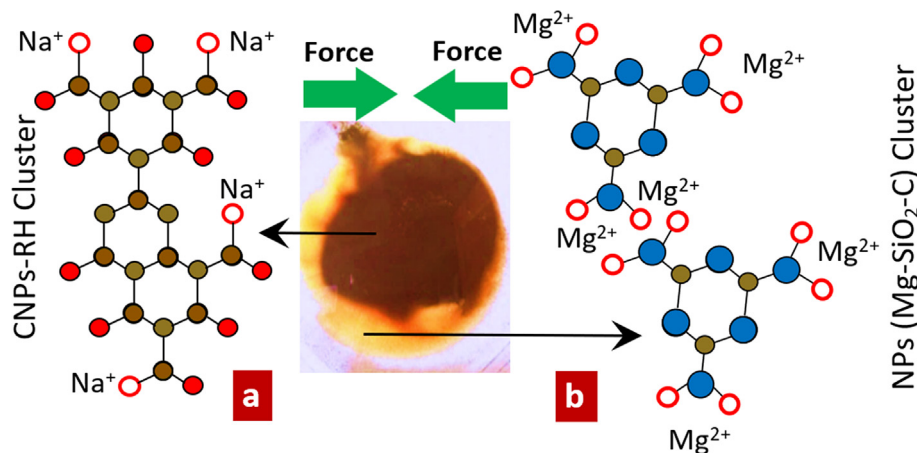 CNPs-RH Cluster
Na⁺
Na⁺
Na⁺
Na⁺
a
Force
Force
b
Mg²⁺
Mg²⁺
Mg²⁺
Mg²⁺
Mg²⁺
Mg²⁺
NPs (Mg-SiO₂-C) Cluster